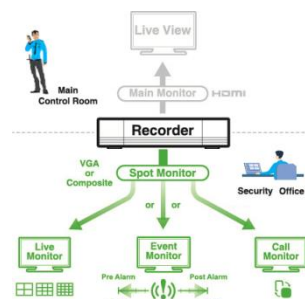 Live View
Main
Control Room
Main Monitor
HDMI
Recorder
VGA
or
Composite
Spot Monitor
Security Office
or
or
Live
Monitor
Event
Monitor
Call
Monitor
Pre Alarm
Post Alarm